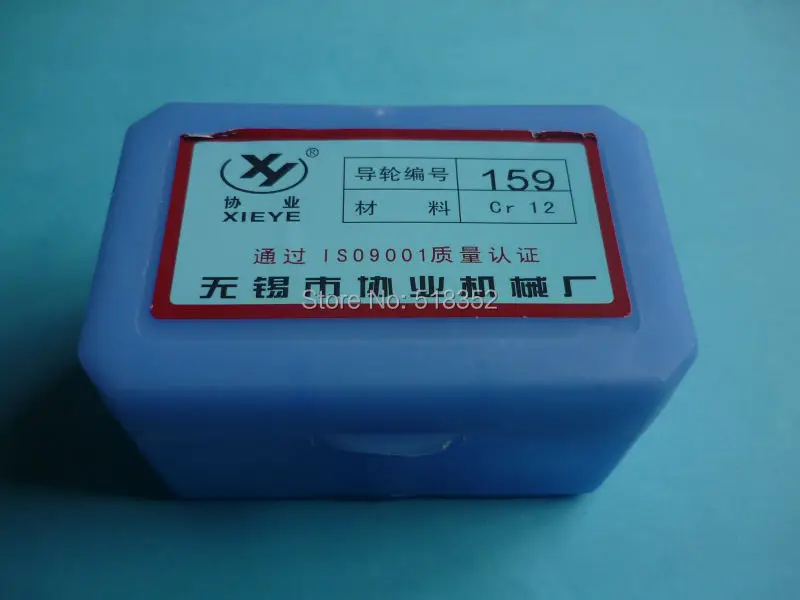 XY®
协业
XIEYE
导轮编号 159
材料 Cr 12
通过 ISO9001质量认证
无锡市协业机械厂
Store No: 518352